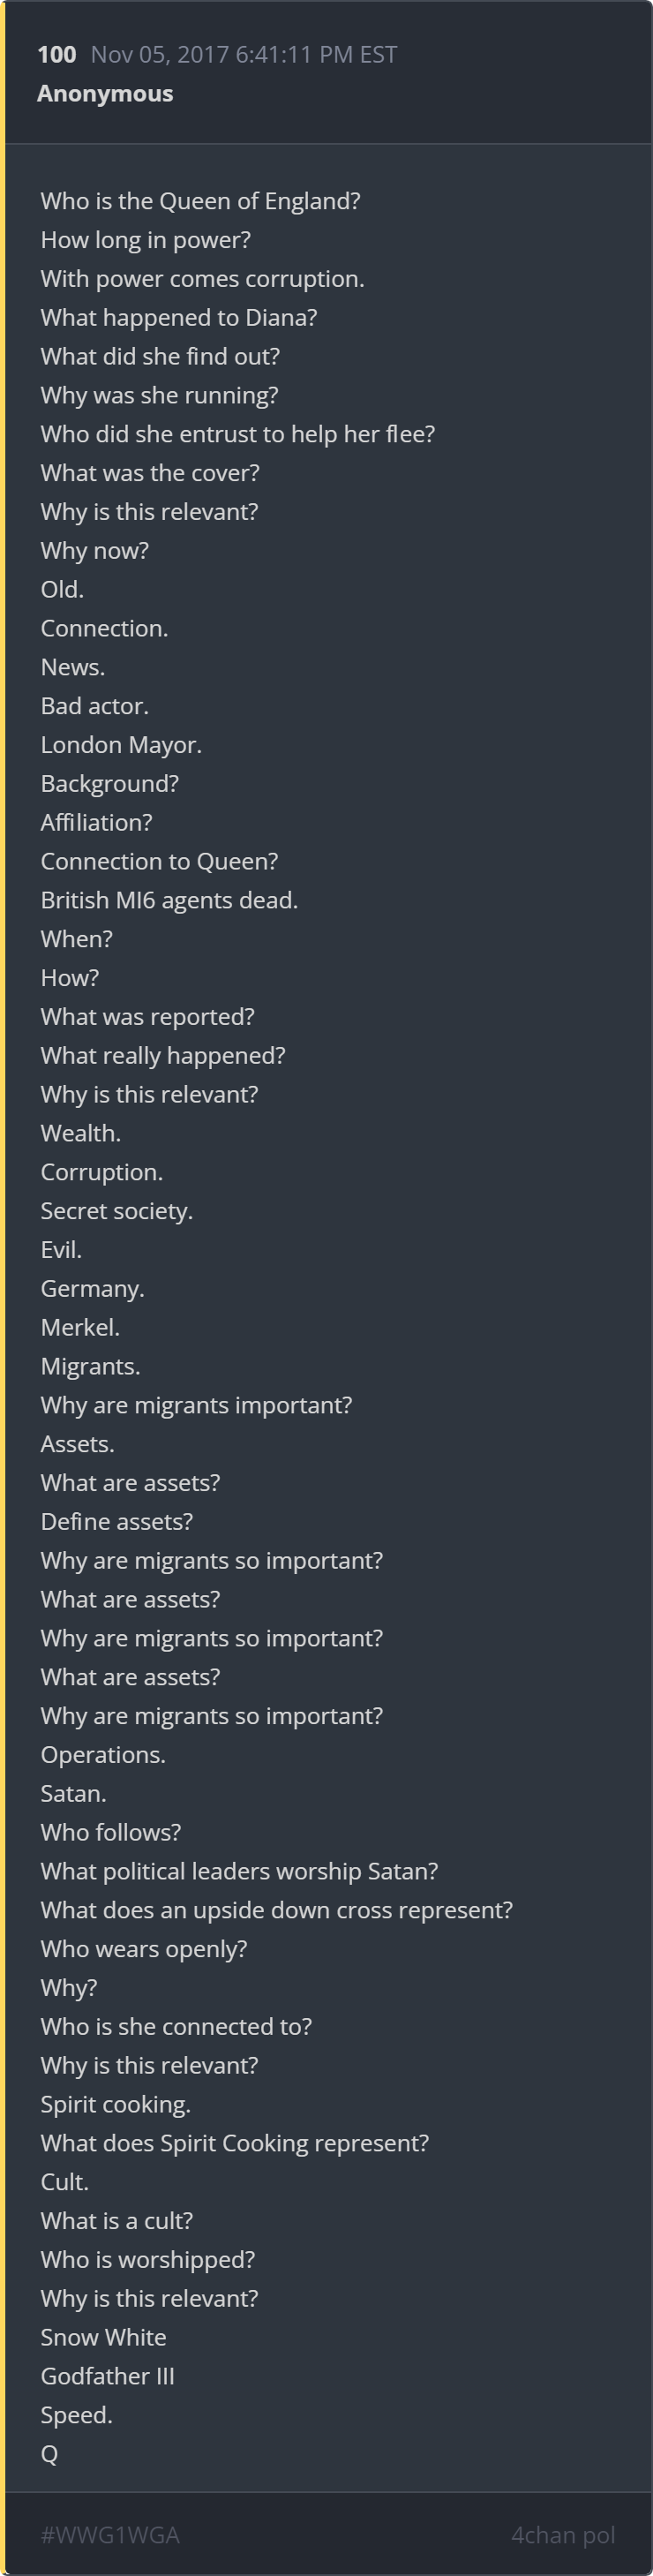 100 Nov 05, 2017 6:41:11 PM EST
Anonymous
Who is the Queen of England?
How long in power?
With power comes corruption.
What happened to Diana?
What did she find out?
Why was she running?
Who did she entrust to help her flee?
What was the cover?
Why is this relevant?
Why now?
Old.
Connection.
News.
Bad actor.
London Mayor.
Background?
Affiliation?
Connection to Queen?
British MI6 agents dead.
When?
How?
What was reported?
What really happened?
Why is this relevant?
Wealth.
Corruption.
Secret society.
Evil.
Germany.
Merkel.
Migrants.
Why are migrants important?
Assets.
What are assets?
Define assets?
Why are migrants so important?
What are assets?
Why are migrants so important?
What are assets?
Why are migrants so important?
Operations.
Satan.
Who follows?
What political leaders worship Satan?
What does an upside down cross represent?
Who wears openly?
Why?
Who is she connected to?
Why is this relevant?
Spirit cooking.
What does Spirit Cooking represent?
Cult.
What is a cult?
Who is worshipped?
Why is this relevant?
Snow White
Godfather III
Speed.
Q
#WWG1WGA 4chan pol